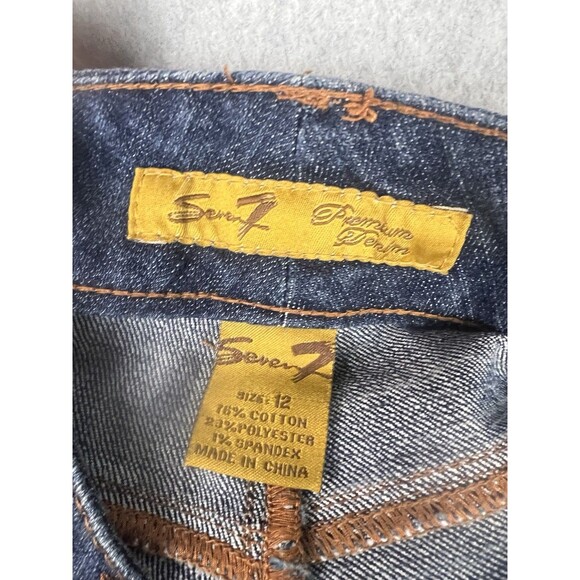 Seven7 Premium
Denim
Seven7
SIZE: 12
76% COTTON
23% POLYESTER
1% SPANDEX
MADE IN CHINA